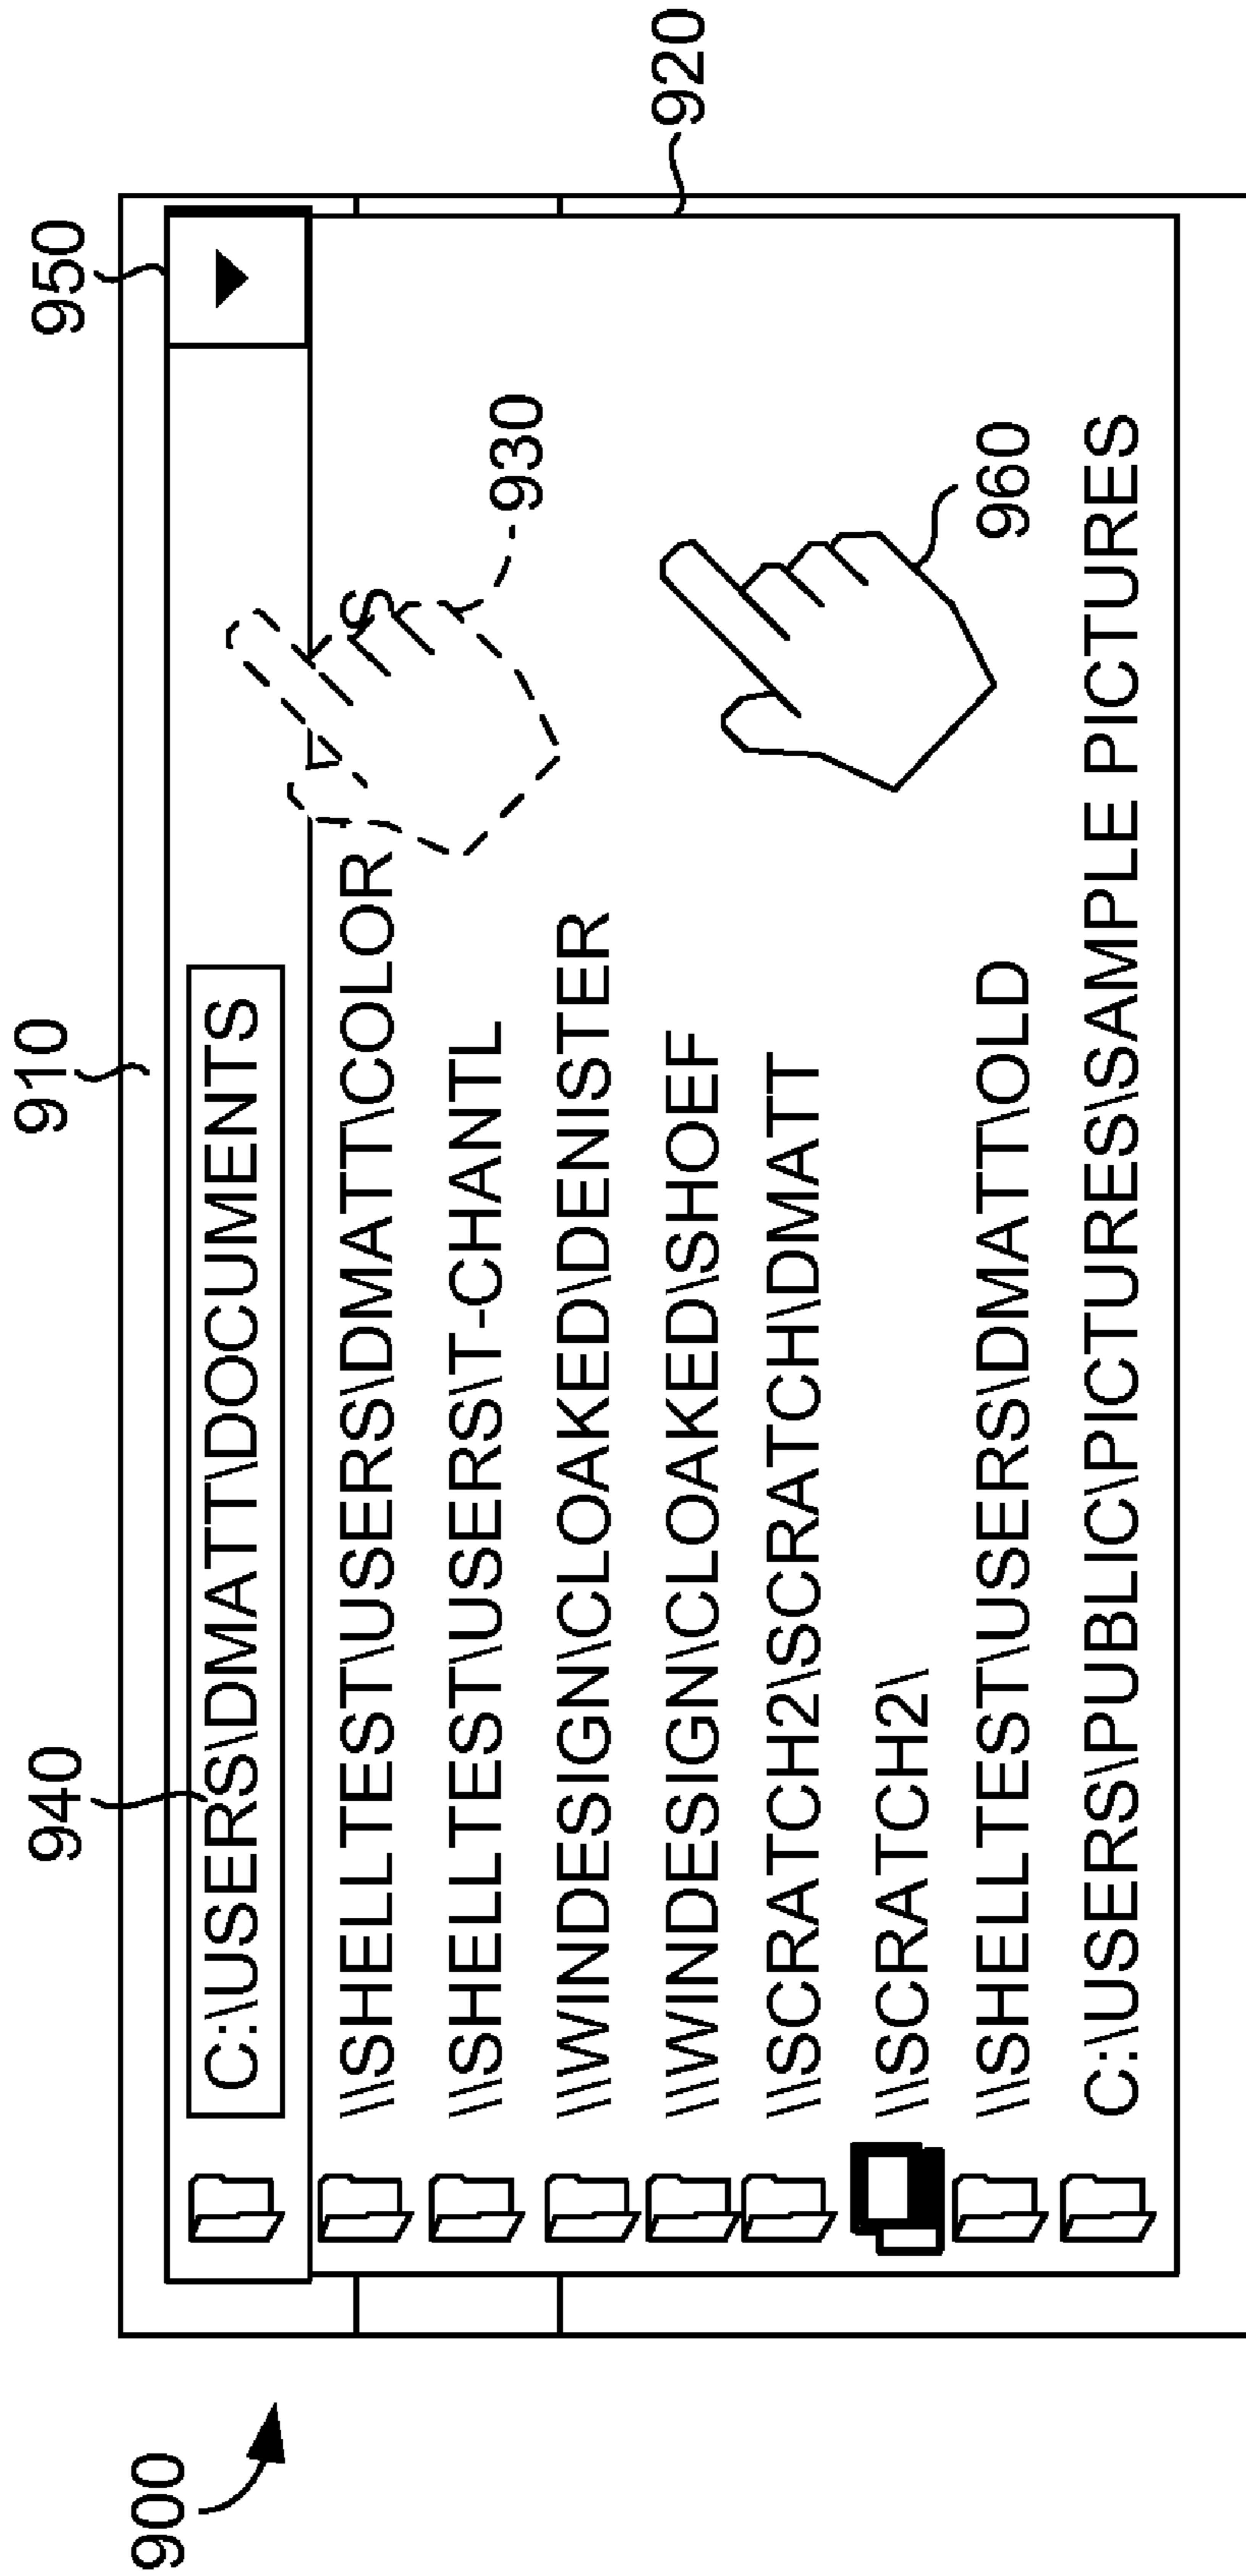 900
910
940
950
C:\USERS\DMATT\DOCUMENTS
\\SHELLTEST\USERS\DMATT\COLOR S
\\SHELLTEST\USERS\T-CHANTL
930
\\WINDESIGN\CLOAKED\DENISTER
\\WINDESIGN\CLOAKED\SHOEF
920
\\SCRATCH2\SCRATCH\DMATT
\\SCRATCH2\
\\SHELLTEST\USERS\DMATT\OLD
960
C:\USERS\PUBLIC\PICTURES\SAMPLE PICTURES